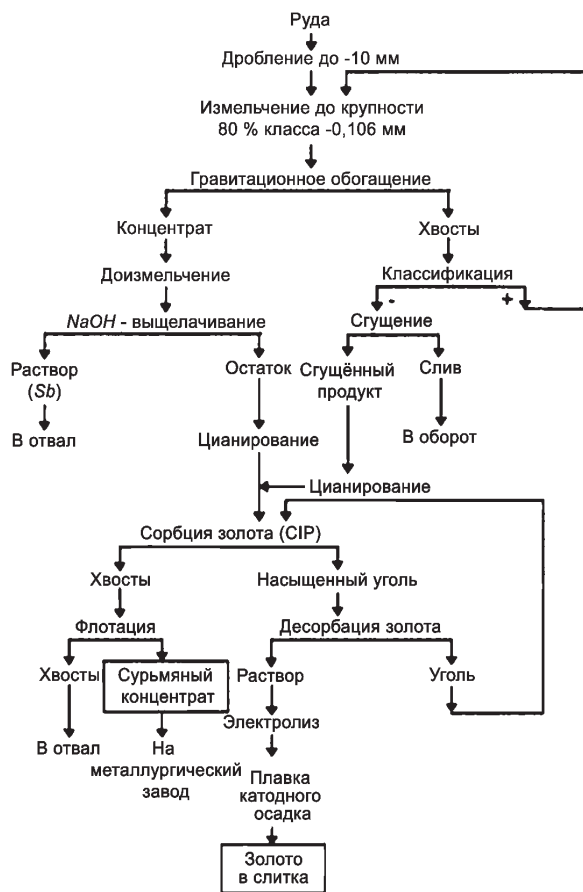 Руда
Дробление до -10 мм
Измельчение до крупности
80 % класса -0,106 мм
Гравитационное обогащение
Концентрат
Хвосты
Доизмельчение
Классификация
- +
NaOH - выщелачивание
Сгущение
Раствор
(Sb)
Остаток
Сгущённый
продукт
Слив
В отвал
Цианирование
В оборот
Цианирование
Сорбция золота (CIP)
Хвосты
Насыщенный уголь
Флотация
Десорбация золота
Хвосты
Сурьмяный
концентрат
Раствор
Уголь
Электролиз
В отвал
На
металлургический
завод
Плавка
катодного
осадка
Золото
в слитка